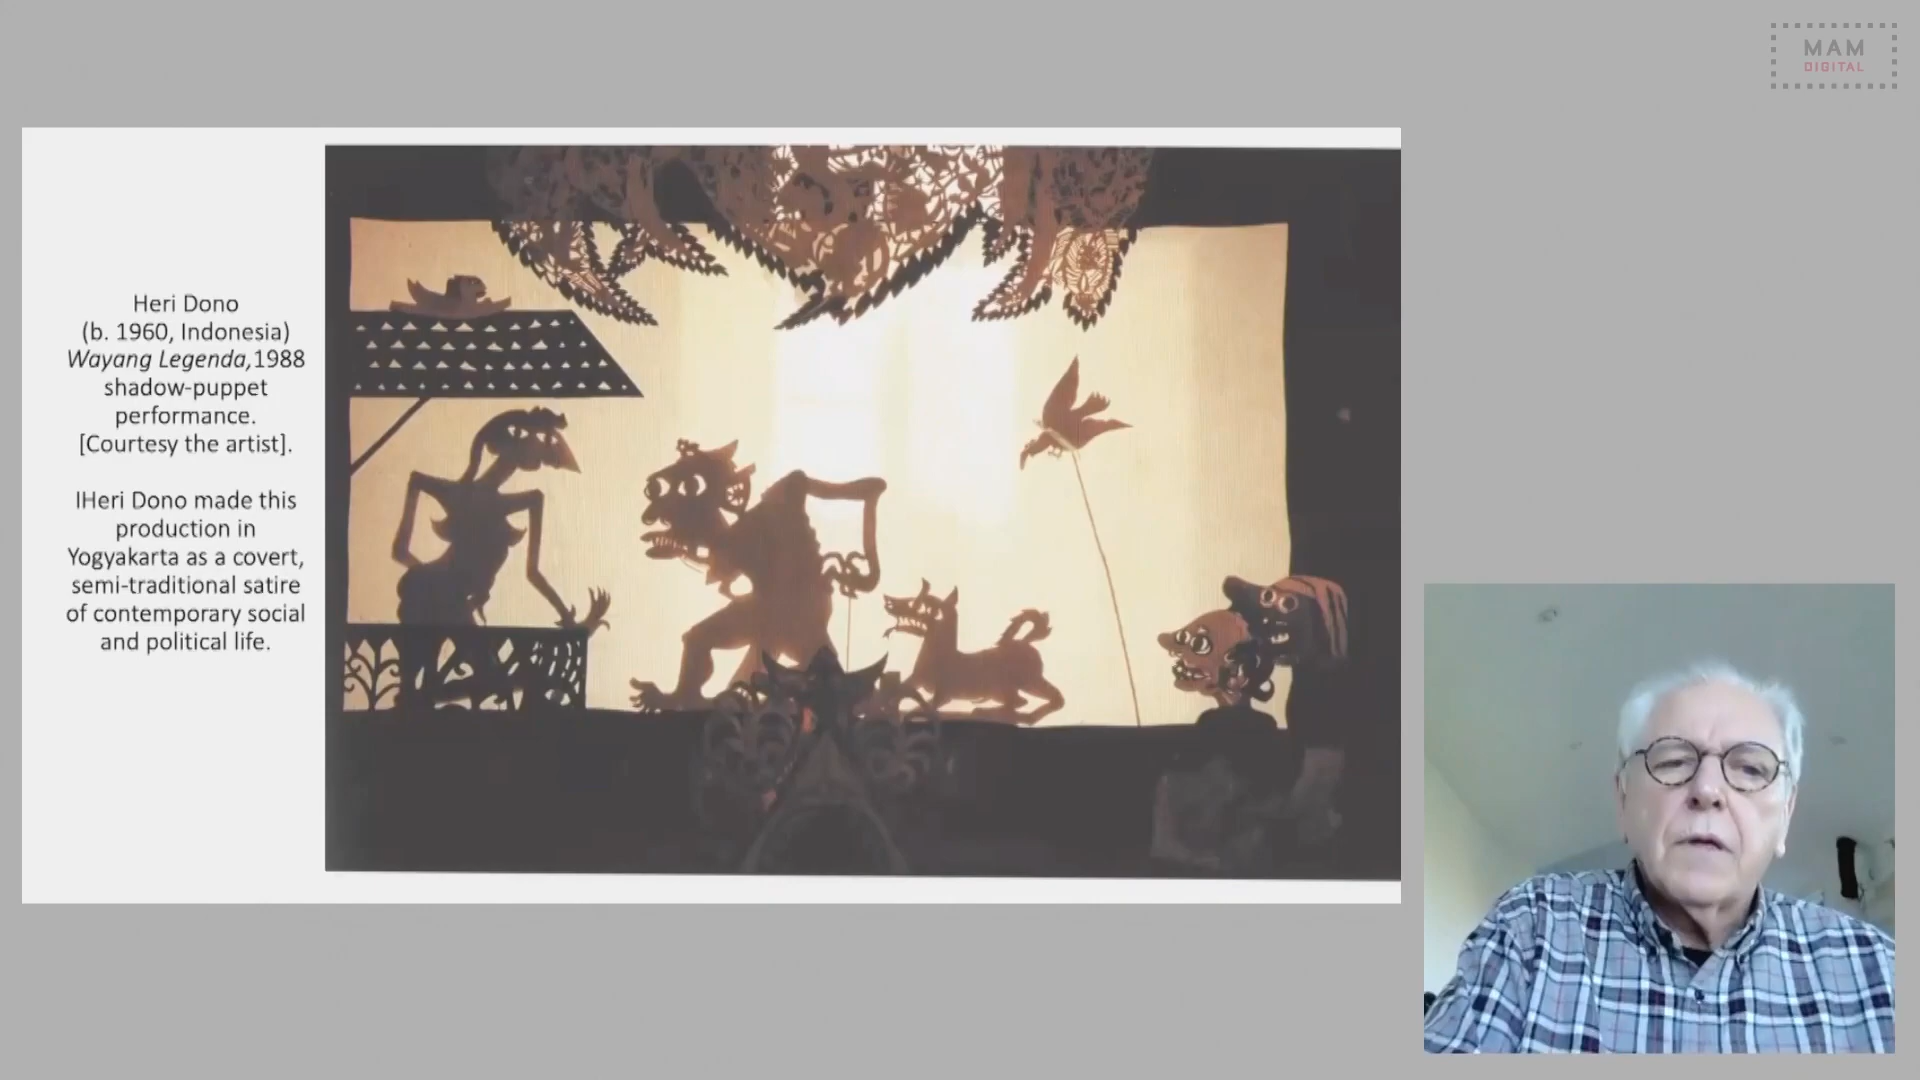 MAM
DIGITAL
Heri Dono
(b. 1960, Indonesia)
Wayang Legenda,1988
shadow-puppet
performance.
[Courtesy the artist].
IHeri Dono made this
production in
Yogyakarta as a covert,
semi-traditional satire
of contemporary social
and political life.